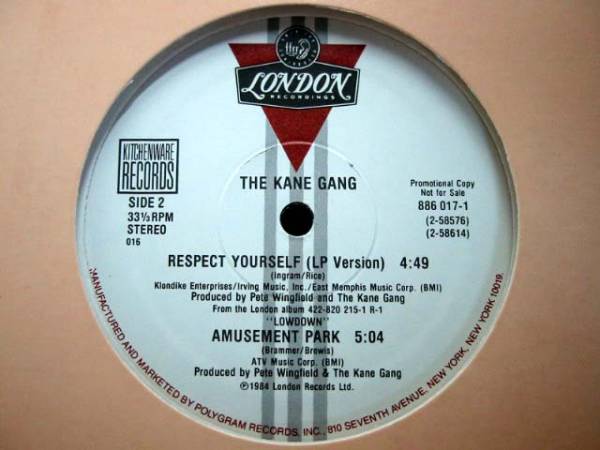 LONDON
RECORDINGS
KITCHENWARE
RECORDS
SIDE 2
33⅓ RPM
STEREO
016
THE KANE GANG
Promotional Copy
Not for Sale
886 017-1
(2-58576)
(2-58614)
RESPECT YOURSELF (LP Version) 4:49
(Ingram/Rice)
Klondike Enterprises/Irving Music, Inc./East Memphis Music Corp. (BMI)
Produced by Pete Wingfield and The Kane Gang
From the London album 422-820 215-1 R-1
"LOWDOWN"
AMUSEMENT PARK 5:04
(Brammer/Brewis)
ATV Music Corp. (BMI)
Produced by Pete Wingfield & The Kane Gang
℗ 1984 London Records Ltd.
MANUFACTURED AND MARKETED BY POLYGRAM RECORDS, INC., 810 SEVENTH AVENUE, NEW YORK, NEW YORK 10019.